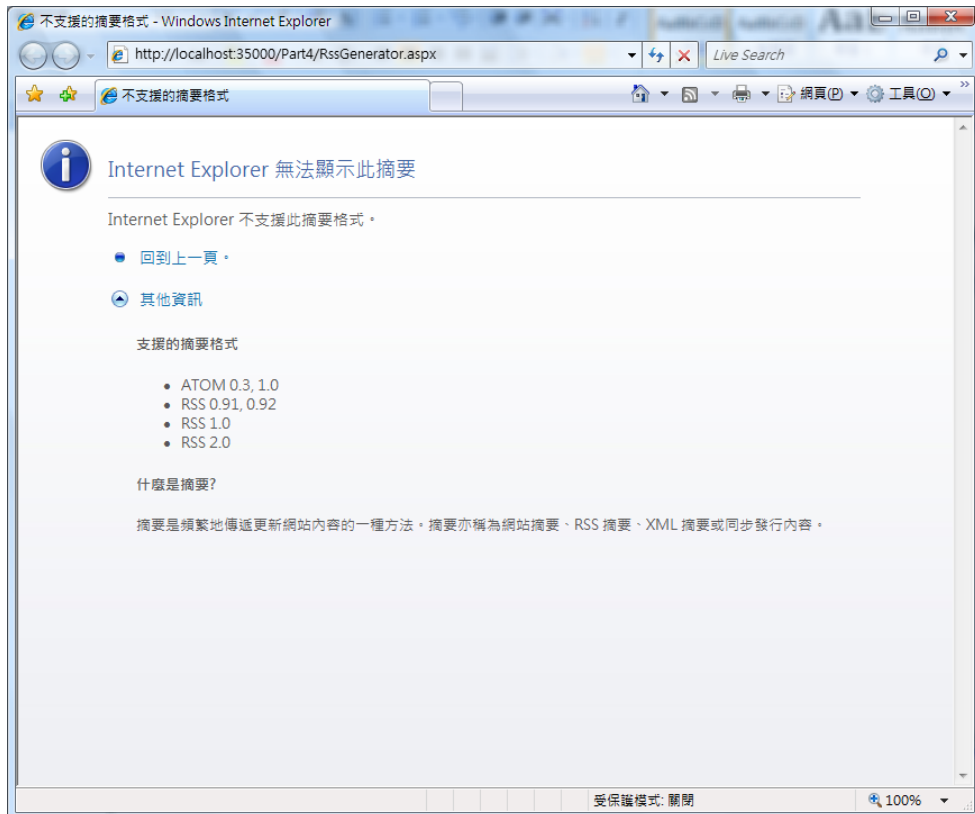 不支援的摘要格式 - Windows Internet Explorer
http://localhost:35000/Part4/RssGenerator.aspx
Live Search
不支援的摘要格式
網頁(P)
工具(O)
Internet Explorer 無法顯示此摘要
Internet Explorer 不支援此摘要格式。
回到上一頁。
其他資訊
支援的摘要格式
ATOM 0.3, 1.0
RSS 0.91, 0.92
RSS 1.0
RSS 2.0
什麼是摘要?
摘要是頻繁地傳遞更新網站內容的一種方法。摘要亦稱為網站摘要、RSS 摘要、XML 摘要或同步發行內容。
受保護模式: 關閉
100%